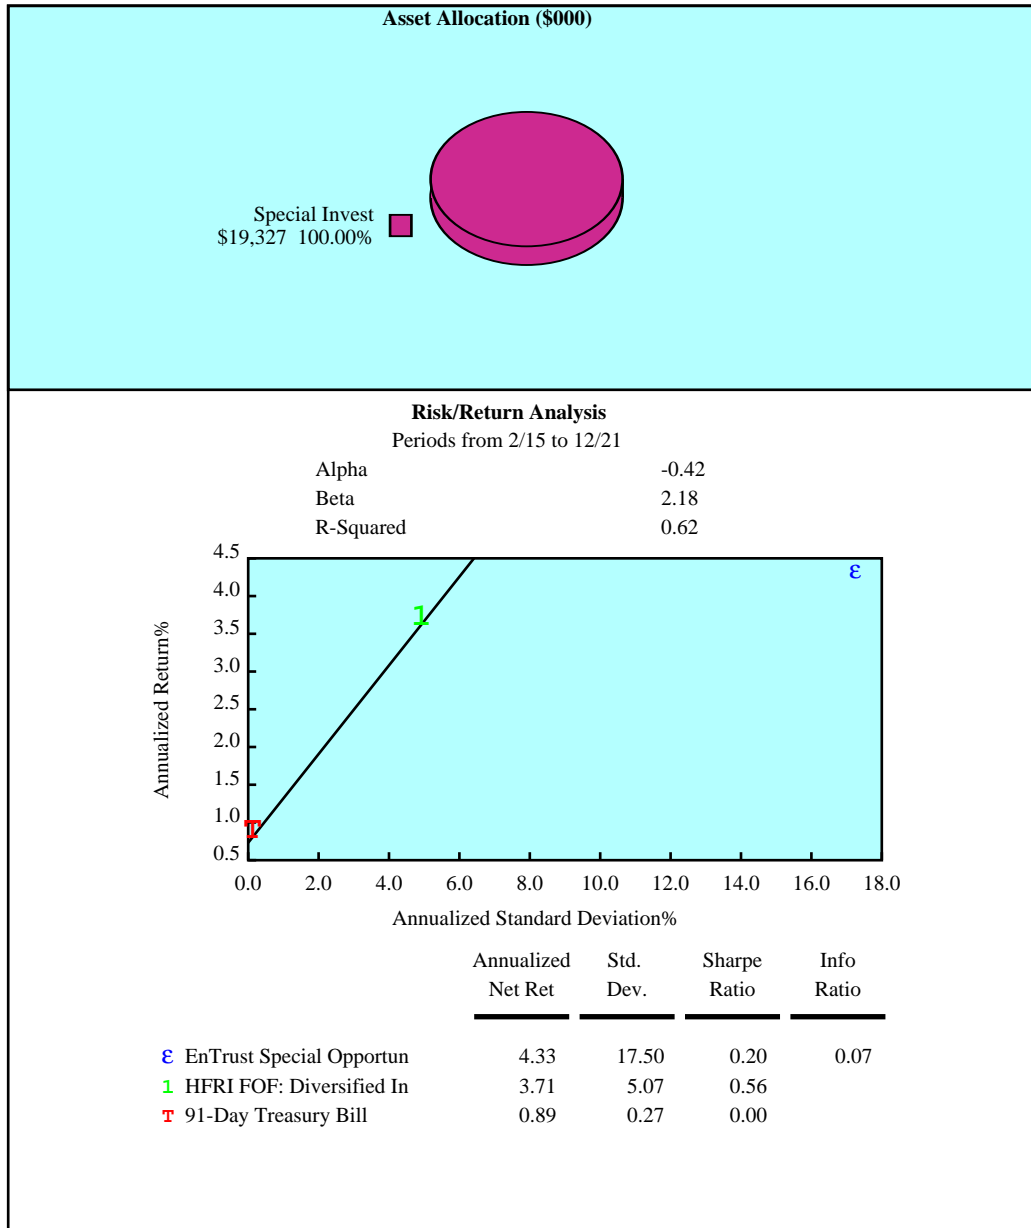 Asset Allocation ($000)
Special Invest
$19,327 100.00%
Risk/Return Analysis
Periods from 2/15 to 12/21
Alpha -0.42
Beta 2.18
R-Squared 0.62
4.5
4.0
3.5
3.0
2.5
2.0
1.5
1.0
0.5
Annualized Return%
ε
1
T
0.0 2.0 4.0 6.0 8.0 10.0 12.0 14.0 16.0 18.0
Annualized Standard Deviation%
Annualized Std. Sharpe Info
Net Ret Dev. Ratio Ratio
ε EnTrust Special Opportun 4.33 17.50 0.20 0.07
1 HFRI FOF: Diversified In 3.71 5.07 0.56
T 91-Day Treasury Bill 0.89 0.27 0.00